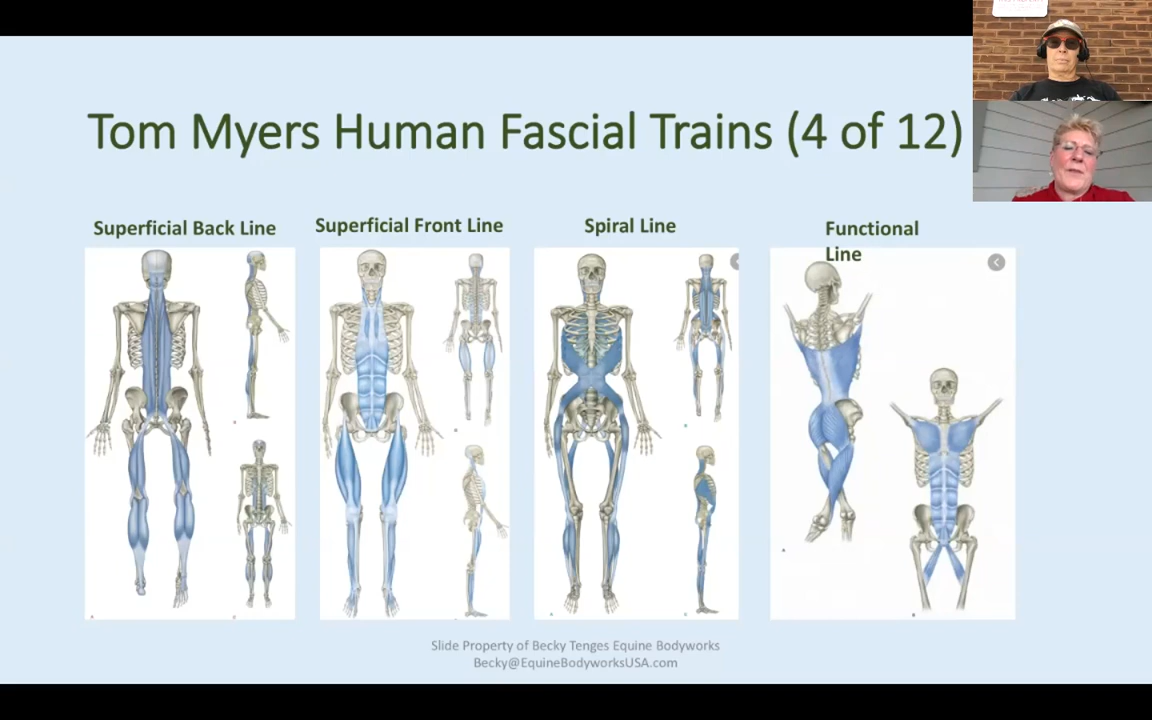 Tom Myers Human Fascial Trains (4 of 12)
Superficial Back Line
Superficial Front Line
Spiral Line
Functional
Line
Slide Property of Becky Tenges Equine Bodyworks
Becky@EquineBodyworksUSA.com